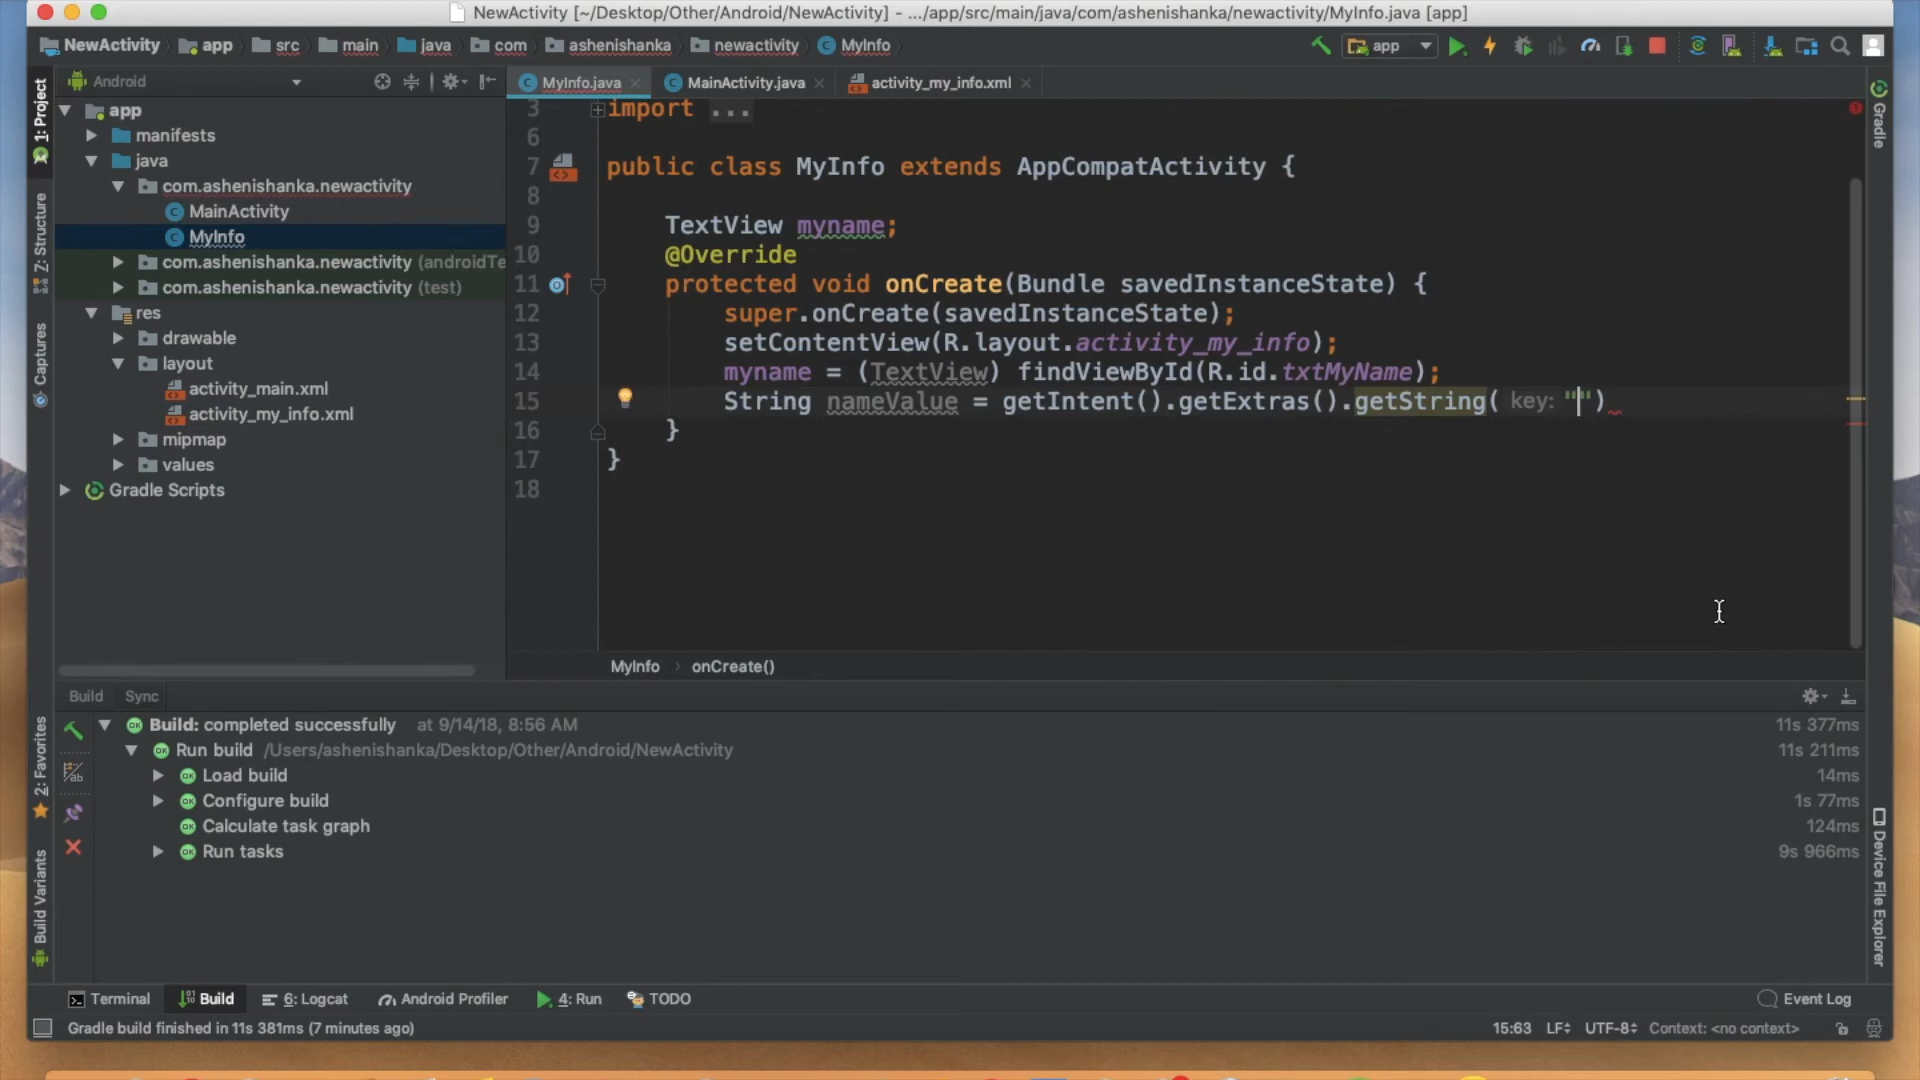 NewActivity [~/Desktop/Other/Android/NewActivity] - .../app/src/main/java/com/ashenishanka/newactivity/MyInfo.java [app]
NewActivity app src main java com ashenishanka newactivity MyInfo app
Android
MyInfo.java MainActivity.java activity_my_info.xml
1: Project
Z: Structure
Captures
2: Favorites
Build Variants
app
manifests
java
com.ashenishanka.newactivity
MainActivity
MyInfo
com.ashenishanka.newactivity (androidTe
com.ashenishanka.newactivity (test)
res
drawable
layout
activity_main.xml
activity_my_info.xml
mipmap
values
Gradle Scripts
3 import ...
6
7 public class MyInfo extends AppCompatActivity {
8
9 TextView myname;
10 @Override
11 protected void onCreate(Bundle savedInstanceState) {
12 super.onCreate(savedInstanceState);
13 setContentView(R.layout.activity_my_info);
14 myname = (TextView) findViewById(R.id.txtMyName);
15 String nameValue = getIntent().getExtras().getString( key: "")
16 }
17 }
18
MyInfo › onCreate()
Gradle
Device File Explorer
Build Sync
Build: completed successfully at 9/14/18, 8:56 AM 11s 377ms
Run build /Users/ashenishanka/Desktop/Other/Android/NewActivity 11s 211ms
Load build 14ms
Configure build 1s 77ms
Calculate task graph 124ms
Run tasks 9s 966ms
Terminal Build 6: Logcat Android Profiler 4: Run TODO Event Log
Gradle build finished in 11s 381ms (7 minutes ago) 15:63 LF UTF-8 Context: <no context>